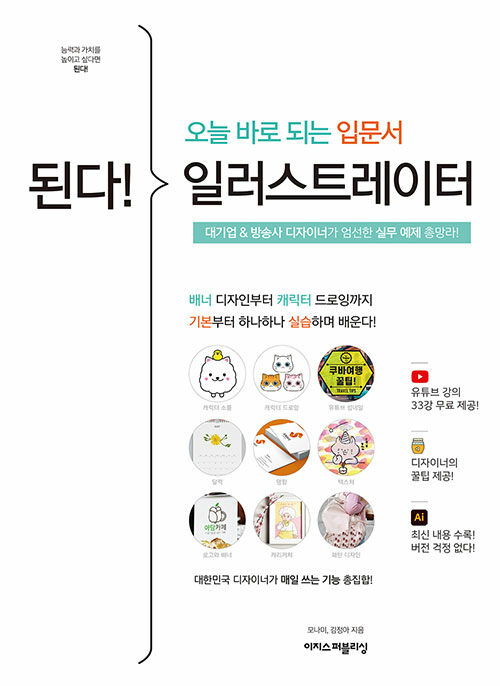 능력과 가치를
높이고 싶다면
된다!
오늘 바로 되는 입문서
된다! 일러스트레이터
대기업 & 방송사 디자이너가 엄선한 실무 예제 총망라!
배너 디자인부터 캐릭터 드로잉까지
기본부터 하나하나 실습하며 배운다!
쿠바여행
꿀팁!
TRAVEL TIPS
캐릭터 소품 캐릭터 드로잉 유튜브 섬네일
유튜브 강의
33강 무료 제공!
달력 명함 텍스처
디자이너의
꿀팁 제공!
아람카페
로고와 배너 캐리커처 패턴 디자인
Ai
최신 내용 수록!
버전 걱정 없다!
대한민국 디자이너가 매일 쓰는 기능 총집합!
모나미, 김정아 지음
이지스퍼블리싱